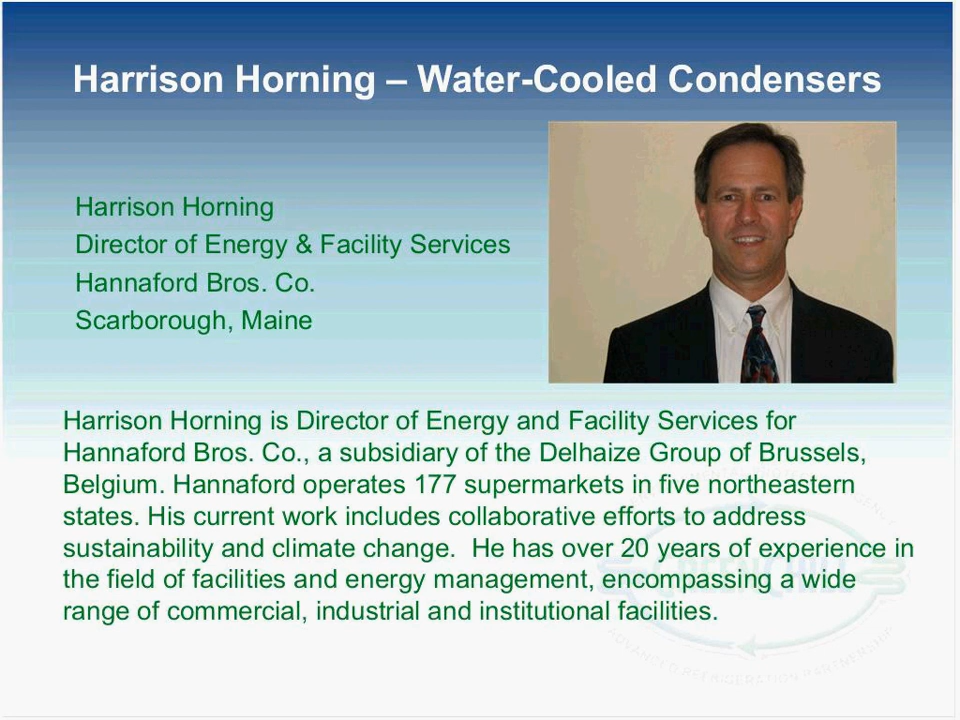 Harrison Horning – Water-Cooled Condensers
Harrison Horning
Director of Energy & Facility Services
Hannaford Bros. Co.
Scarborough, Maine
Harrison Horning is Director of Energy and Facility Services for
Hannaford Bros. Co., a subsidiary of the Delhaize Group of Brussels,
Belgium. Hannaford operates 177 supermarkets in five northeastern
states. His current work includes collaborative efforts to address
sustainability and climate change.  He has over 20 years of experience in
the field of facilities and energy management, encompassing a wide
range of commercial, industrial and institutional facilities.
GREENCHILL
ADVANCED REFRIGERATION PARTNERSHIP